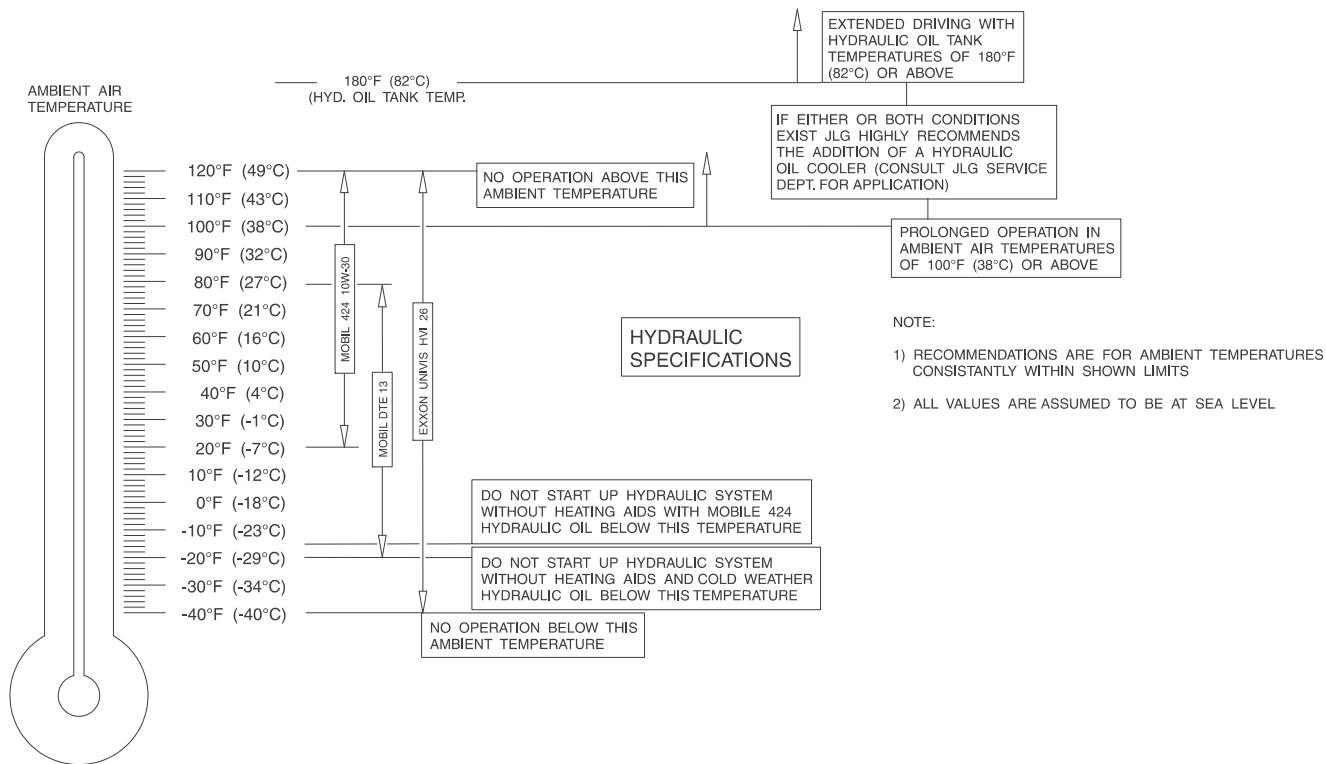 EXTENDED DRIVING WITH
HYDRAULIC OIL TANK
TEMPERATURES OF 180°F
(82°C) OR ABOVE
180°F (82°C)
(HYD. OIL TANK TEMP.
AMBIENT AIR
TEMPERATURE
IF EITHER OR BOTH CONDITIONS
EXIST JLG HIGHLY RECOMMENDS
THE ADDITION OF A HYDRAULIC
OIL COOLER (CONSULT JLG SERVICE
DEPT. FOR APPLICATION)
120°F (49°C)
110°F (43°C)
100°F (38°C)
90°F (32°C)
80°F (27°C)
70°F (21°C)
60°F (16°C)
50°F (10°C)
40°F (4°C)
30°F (-1°C)
20°F (-7°C)
10°F (-12°C)
0°F (-18°C)
-10°F (-23°C)
-20°F (-29°C)
-30°F (-34°C)
-40°F (-40°C)
MOBIL 424 10W-30
MOBIL DTE 13
EXXON UNIVIS HVI 26
NO OPERATION ABOVE THIS
AMBIENT TEMPERATURE
PROLONGED OPERATION IN
AMBIENT AIR TEMPERATURES
OF 100°F (38°C) OR ABOVE
HYDRAULIC
SPECIFICATIONS
NOTE:
1) RECOMMENDATIONS ARE FOR AMBIENT TEMPERATURES
CONSISTANTLY WITHIN SHOWN LIMITS
2) ALL VALUES ARE ASSUMED TO BE AT SEA LEVEL
DO NOT START UP HYDRAULIC SYSTEM
WITHOUT HEATING AIDS WITH MOBILE 424
HYDRAULIC OIL BELOW THIS TEMPERATURE
DO NOT START UP HYDRAULIC SYSTEM
WITHOUT HEATING AIDS AND COLD WEATHER
HYDRAULIC OIL BELOW THIS TEMPERATURE
NO OPERATION BELOW THIS
AMBIENT TEMPERATURE